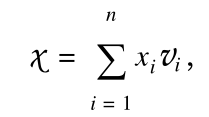 χ = ∑_{i = 1}^{n} x_i v_i,